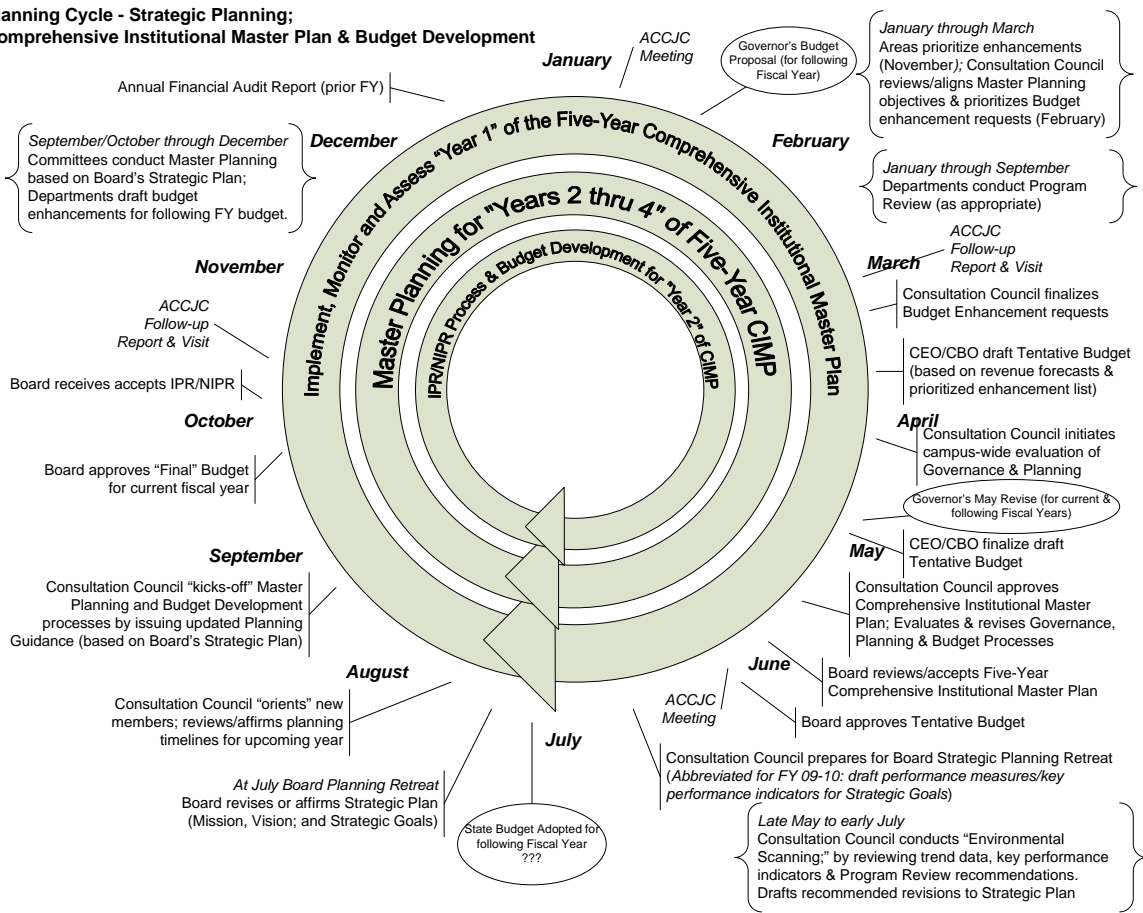 lanning Cycle - Strategic Planning;
omprehensive Institutional Master Plan & Budget Development
January
ACCJC
Meeting
Governor's Budget
Proposal (for following
Fiscal Year)
January through March
Areas prioritize enhancements
(November); Consultation Council
reviews/aligns Master Planning
objectives & prioritizes Budget
enhancement requests (February)
Annual Financial Audit Report (prior FY)
December
September/October through December
Committees conduct Master Planning
based on Board's Strategic Plan;
Departments draft budget
enhancements for following FY budget.
February
January through September
Departments conduct Program
Review (as appropriate)
Implement, Monitor and Assess "Year 1" of the Five-Year Comprehensive Institutional Master Plan
Master Planning for "Years 2 thru 4" of Five-Year CIMP
IPR/NIPR Process & Budget Development for "Year 2" of CIMP
ACCJC
Follow-up
Report & Visit
March
Consultation Council finalizes
Budget Enhancement requests
CEO/CBO draft Tentative Budget
(based on revenue forecasts &
prioritized enhancement list)
April
Consultation Council initiates
campus-wide evaluation of
Governance & Planning
Governor's May Revise (for current &
following Fiscal Years)
May
CEO/CBO finalize draft
Tentative Budget
Consultation Council approves
Comprehensive Institutional Master
Plan; Evaluates & revises Governance,
Planning & Budget Processes
June
Board reviews/accepts Five-Year
Comprehensive Institutional Master Plan
ACCJC
Meeting
Board approves Tentative Budget
Consultation Council prepares for Board Strategic Planning Retreat
(Abbreviated for FY 09-10: draft performance measures/key
performance indicators for Strategic Goals)
Late May to early July
Consultation Council conducts "Environmental
Scanning;" by reviewing trend data, key performance
indicators & Program Review recommendations.
Drafts recommended revisions to Strategic Plan
July
State Budget Adopted for
following Fiscal Year
???
At July Board Planning Retreat
Board revises or affirms Strategic Plan
(Mission, Vision; and Strategic Goals)
August
Consultation Council "orients" new
members; reviews/affirms planning
timelines for upcoming year
September
Consultation Council "kicks-off" Master
Planning and Budget Development
processes by issuing updated Planning
Guidance (based on Board's Strategic Plan)
Board approves "Final" Budget
for current fiscal year
October
Board receives accepts IPR/NIPR
ACCJC
Follow-up
Report & Visit
November